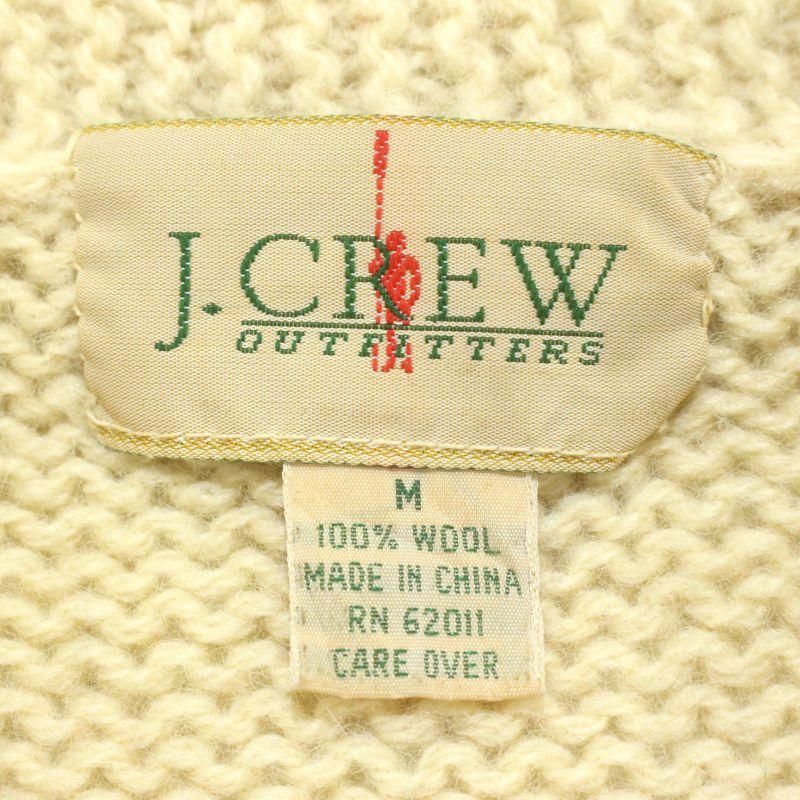 J.CREW
OUTFITTERS
M
100% WOOL
MADE IN CHINA
RN 62011
CARE OVER